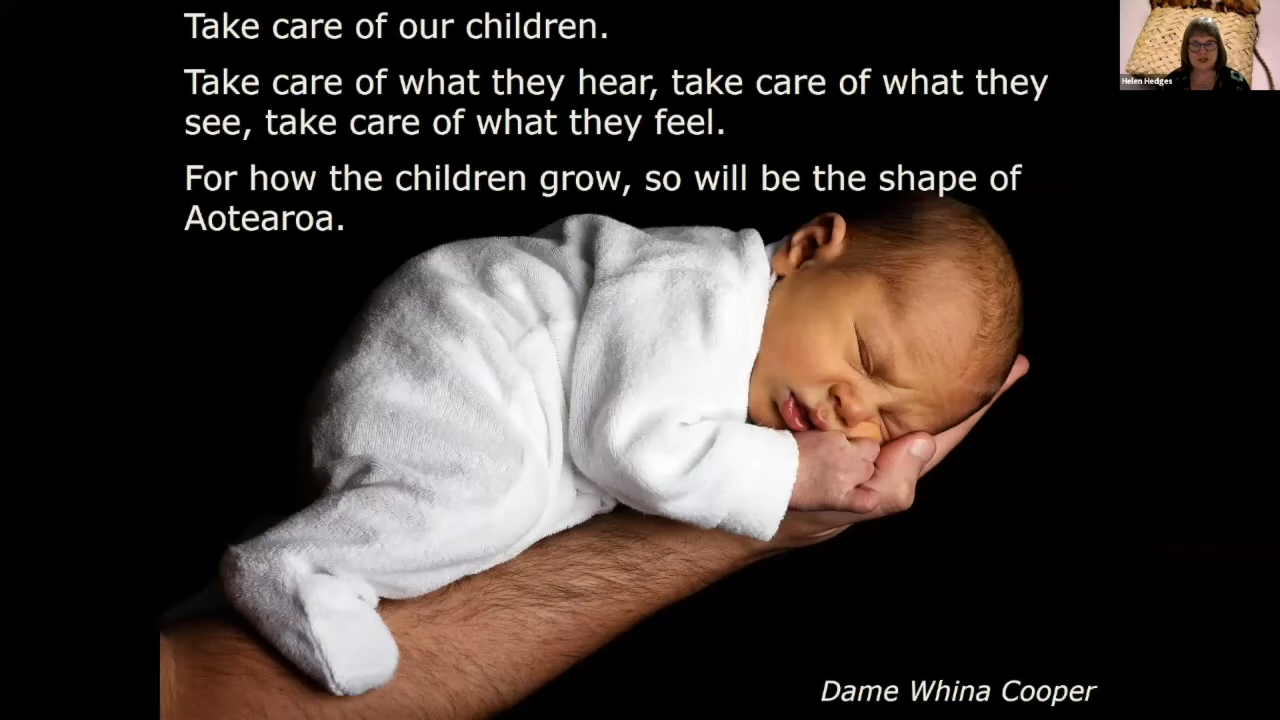 Take care of our children.
Take care of what they hear, take care of what they
see, take care of what they feel.
For how the children grow, so will be the shape of
Aotearoa.
Helen Hedges
Dame Whina Cooper